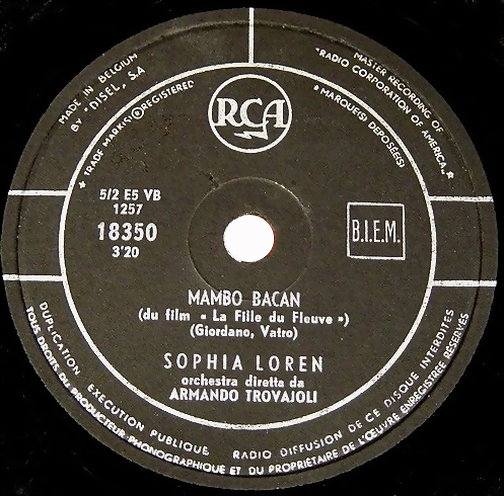 MADE IN BELGIUM
BY "DISEL", S.A
MASTER RECORDING OF
"RADIO CORPORATION OF AMERICA"
* TRADE MARK(S) ® REGISTERED
* MARQUE(S) DEPOSÉE(S)
RCA
5/2 E5 VB
1257
18350
3'20
B.I.E.M.
MAMBO BACAN
(du film « La Fille du Fleuve »)
(Giordano, Vatro)
SOPHIA LOREN
orchestra diretta da
ARMANDO TROVAJOLI
DUPLICATION EXECUTION PUBLIQUE RADIO DIFFUSION DE CE DISQUE INTERDITES
TOUS DROITS DU PRODUCTEUR PHONOGRAPHIQUE ET DU PROPRIÉTAIRE DE L'ŒUVRE ENREGISTRÉE RÉSERVÉS